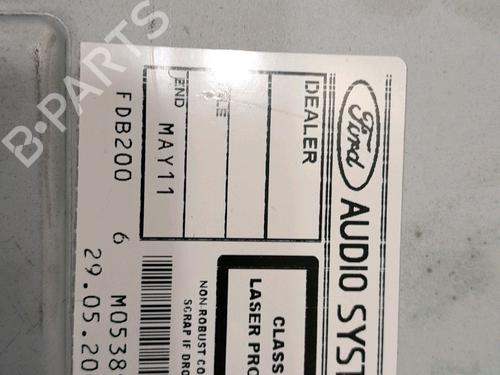 B-PARTS
Ford AUDIO SYST
DEALER
MAY11
FDB200 6 M0538
29.05.20
CLASS
LASER PRO
NON ROBUST CO
SCRAP IF DRO